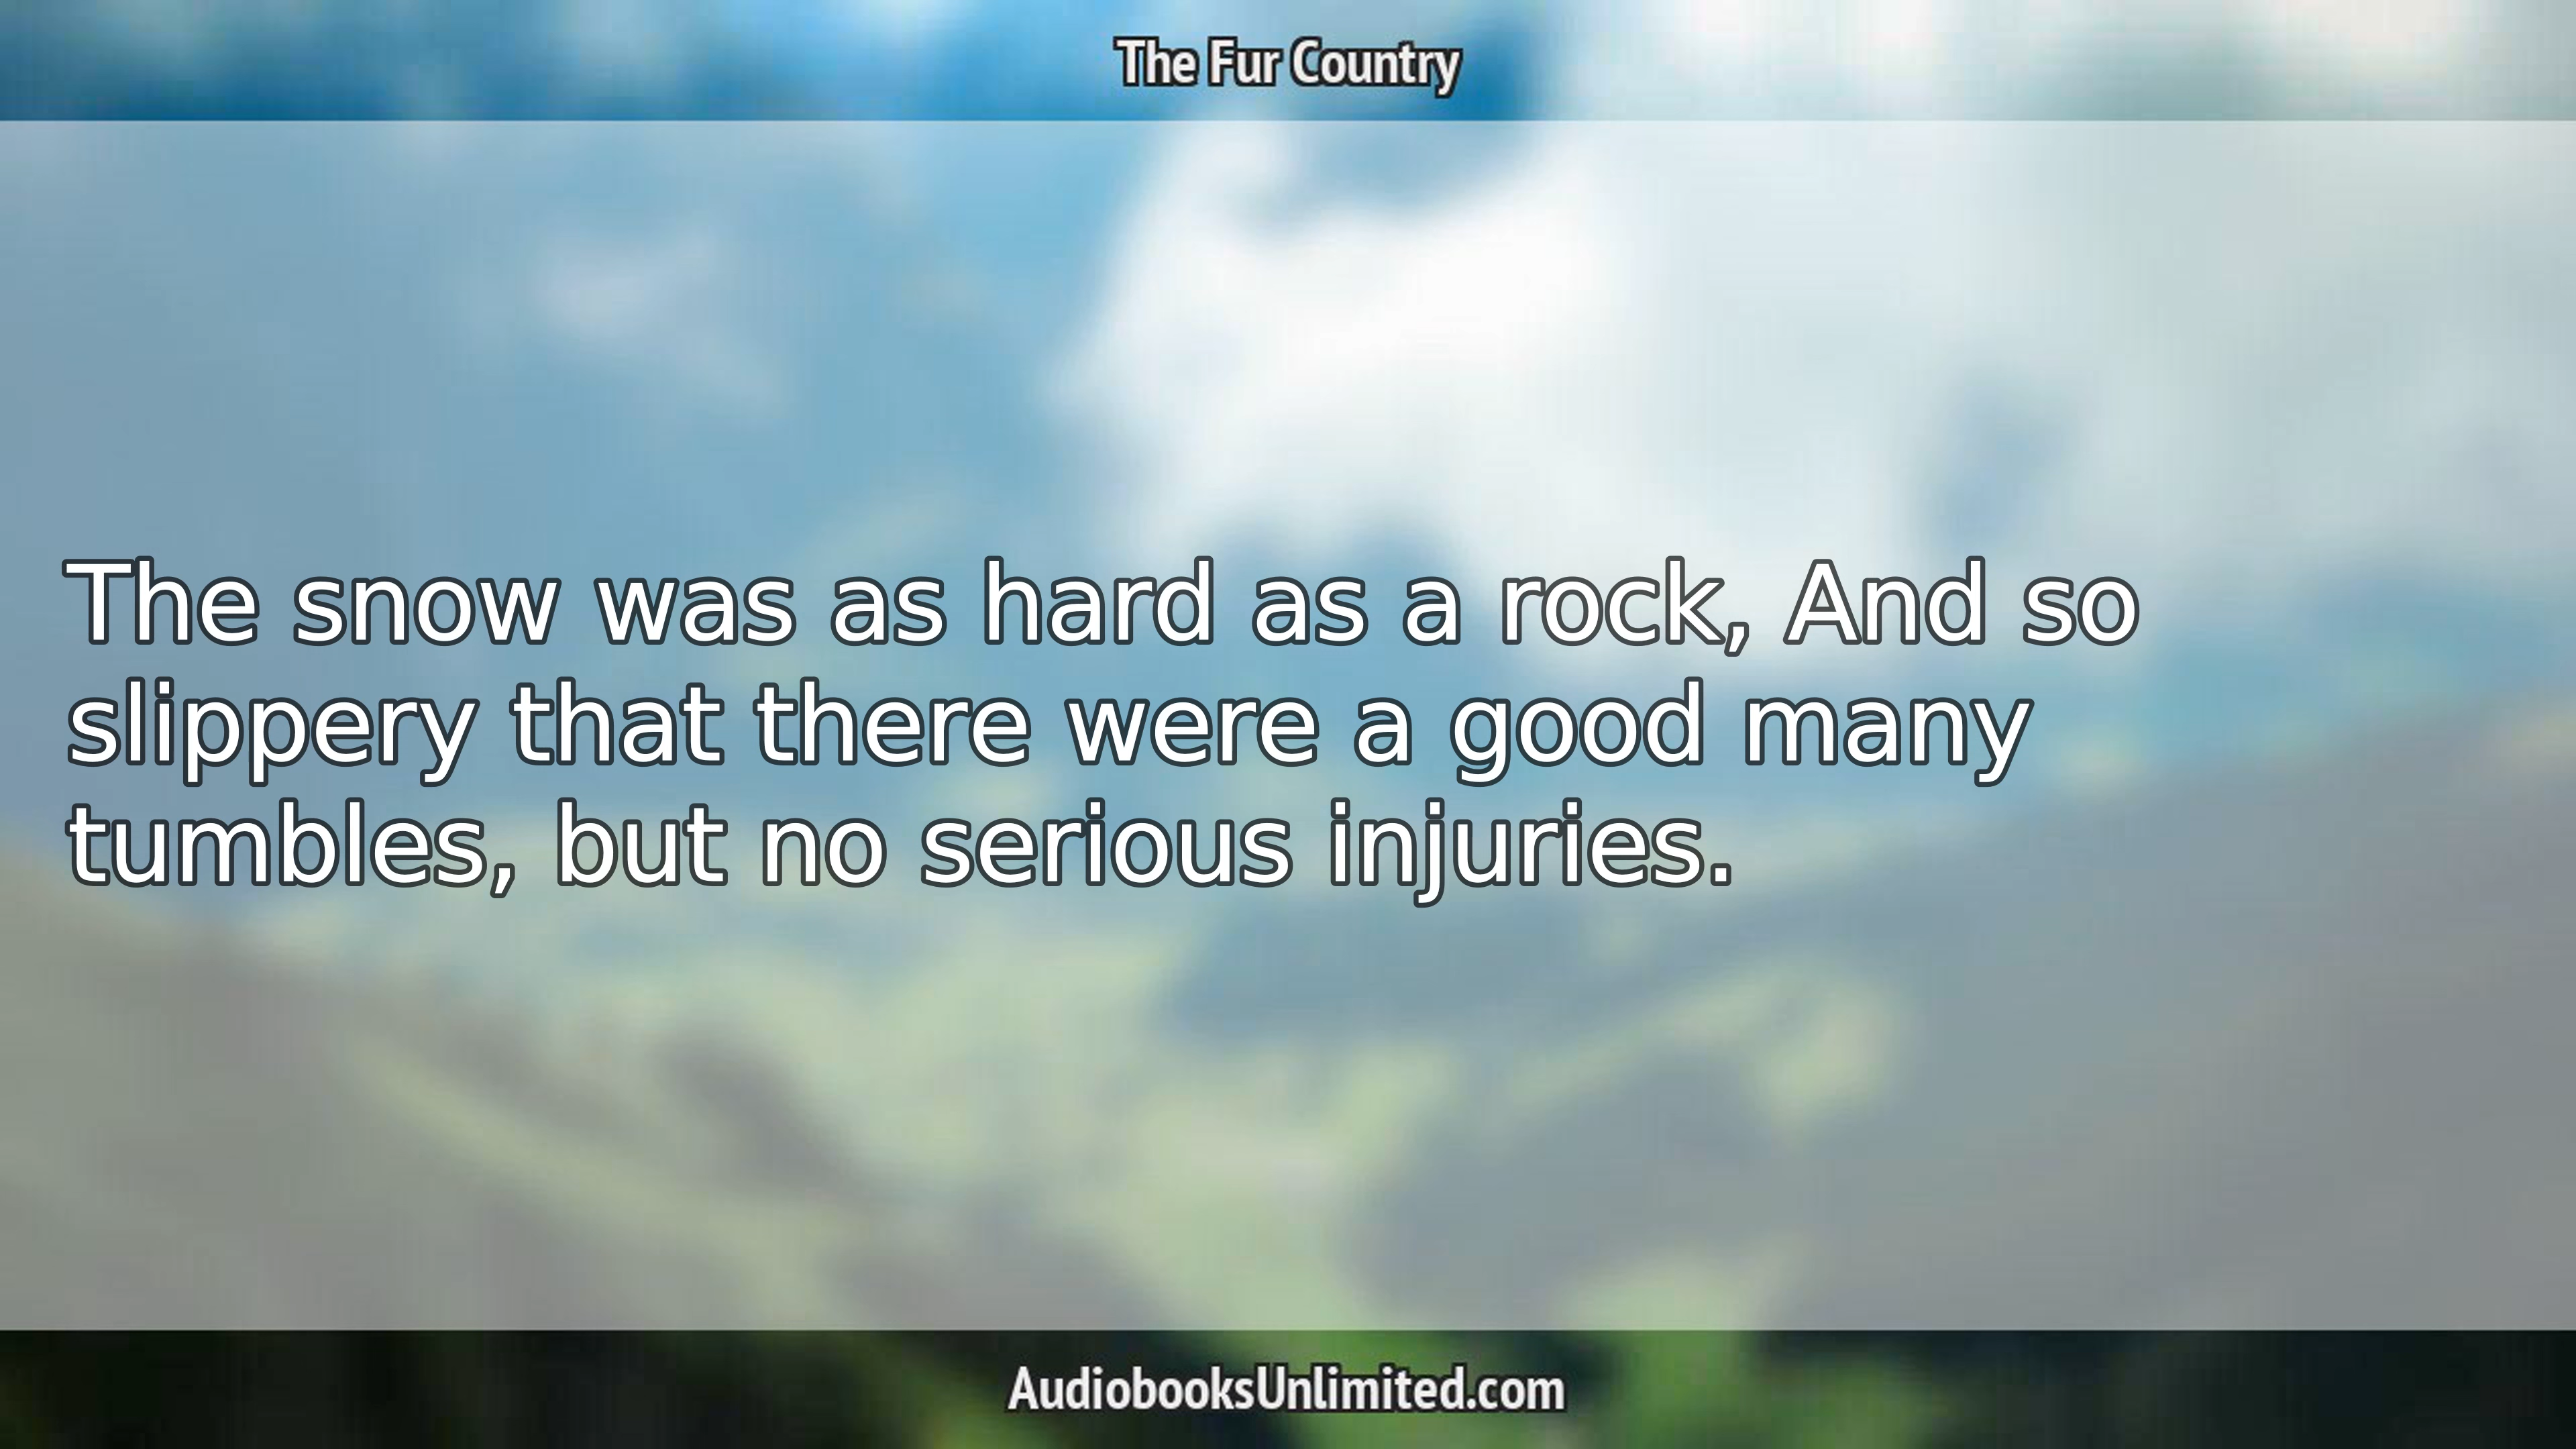 The Fur Country
The snow was as hard as a rock, And so
slippery that there were a good many
tumbles, but no serious injuries.
AudiobooksUnlimited.com